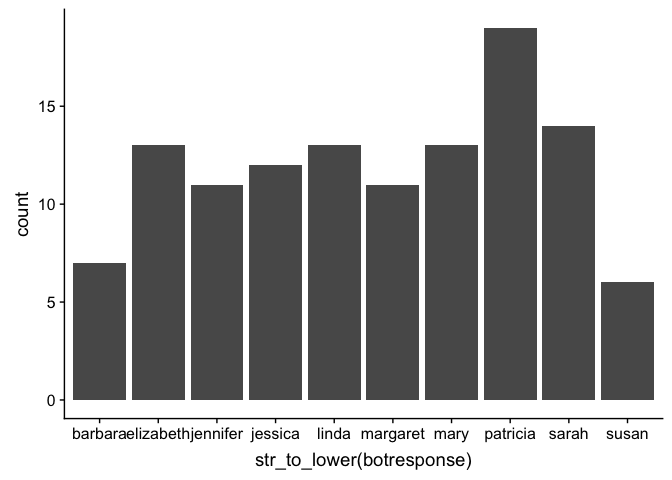 count
15
10
5
0
barbara elizabeth jennifer jessica linda margaret mary patricia sarah susan
str_to_lower(botresponse)